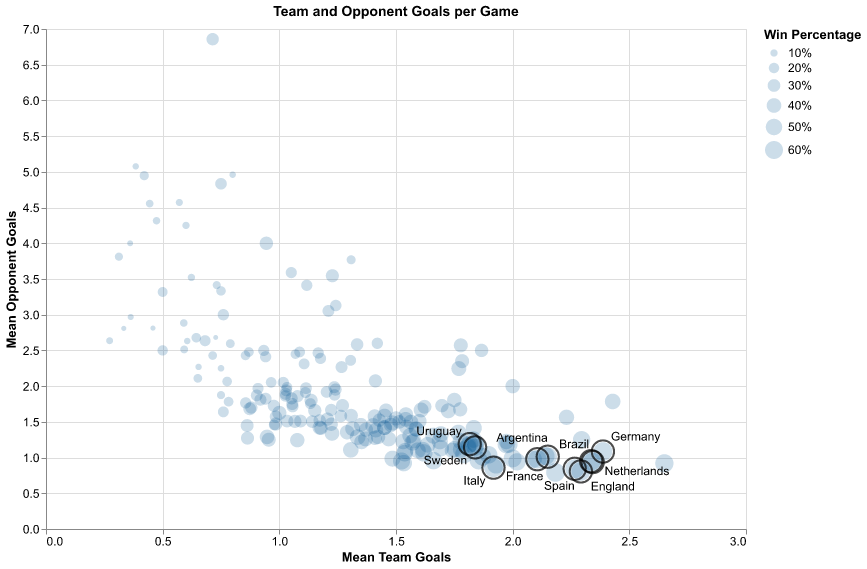 Team and Opponent Goals per Game
Mean Opponent Goals
7.0
6.5
6.0
5.5
5.0
4.5
4.0
3.5
3.0
2.5
2.0
1.5
1.0
0.5
0.0
Uruguay
Sweden
Italy
Argentina
France
Brazil
Spain
Germany
Netherlands
England
0.0 0.5 1.0 1.5 2.0 2.5 3.0
Mean Team Goals
Win Percentage
10%
20%
30%
40%
50%
60%